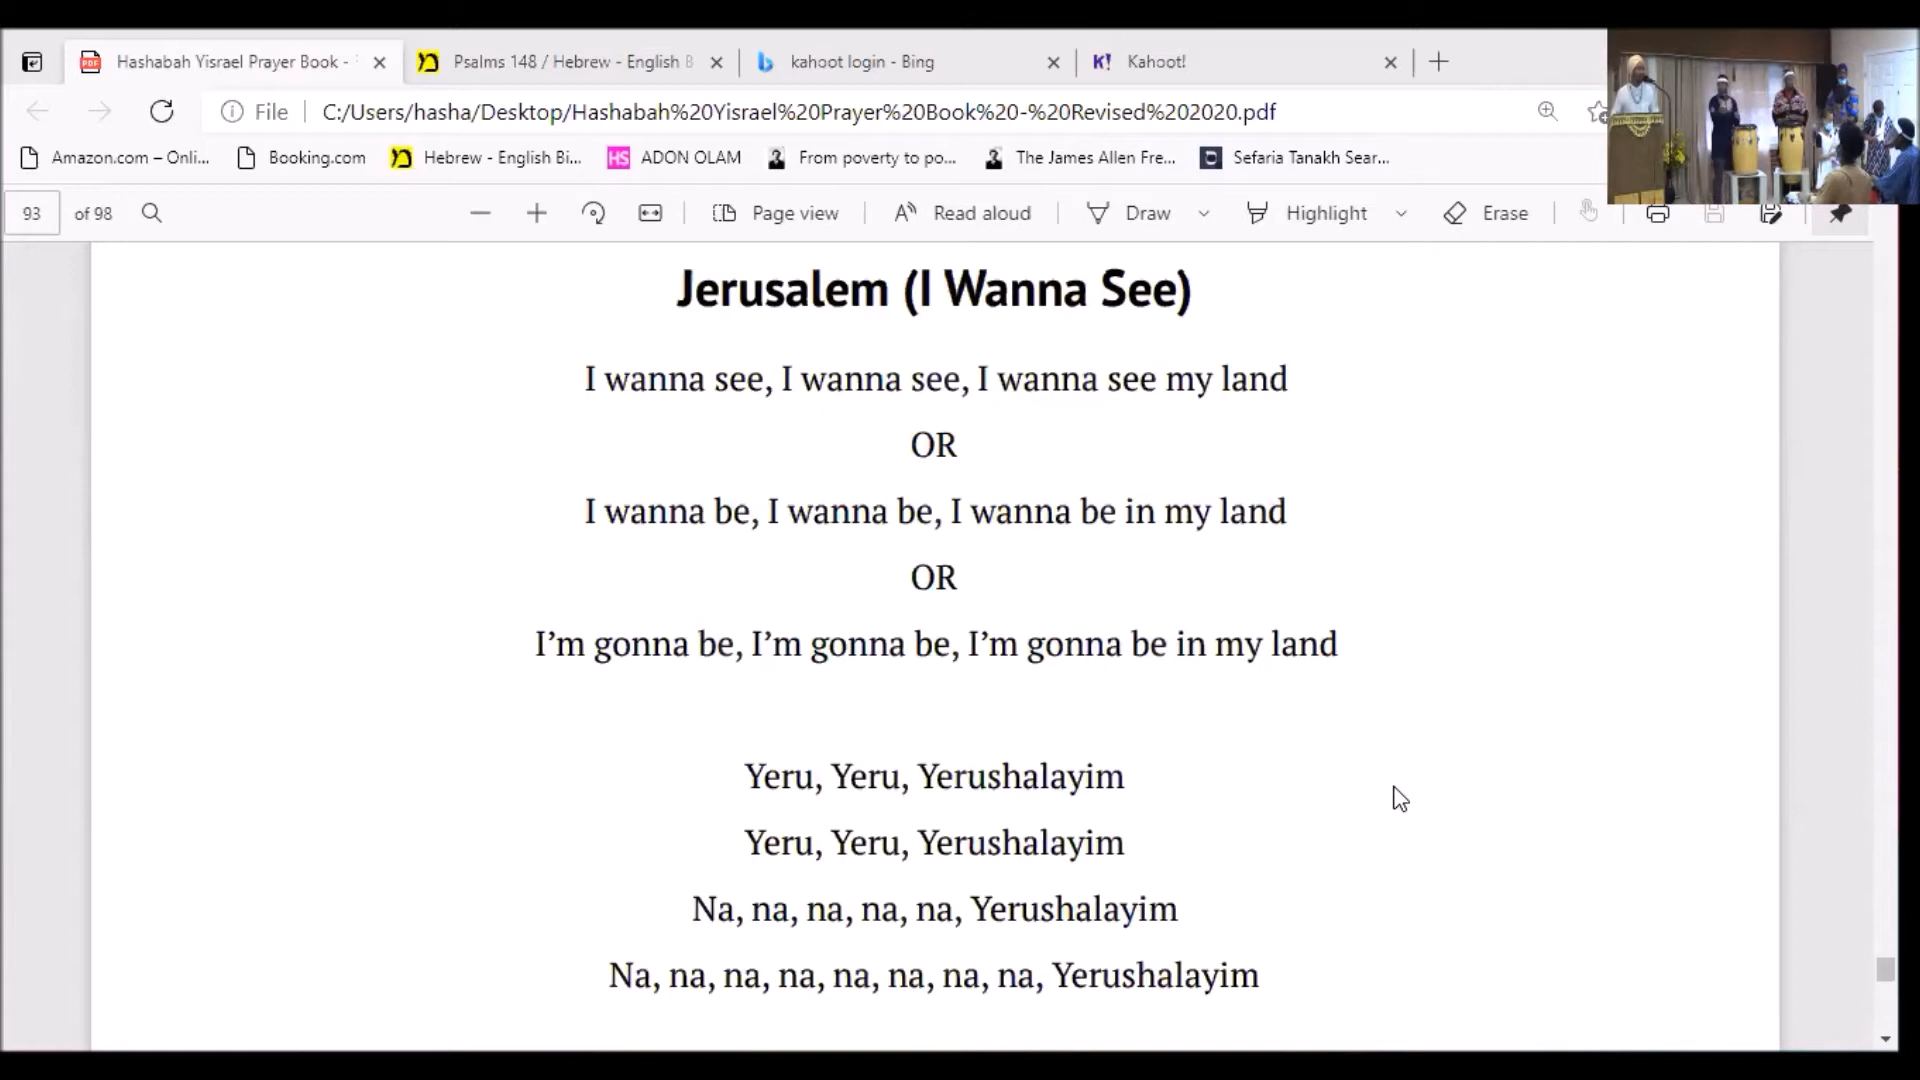 Hashabah Yisrael Prayer Book -
Psalms 148 / Hebrew - English B
kahoot login - Bing
K! Kahoot!
File C:/Users/hasha/Desktop/Hashabah%20Yisrael%20Prayer%20Book%20-%20Revised%202020.pdf
Amazon.com – Onli... Booking.com Hebrew - English Bi... HS ADON OLAM From poverty to po... The James Allen Fre... Sefaria Tanakh Sear...
93 of 98 Page view Read aloud Draw Highlight Erase
Jerusalem (I Wanna See)
I wanna see, I wanna see, I wanna see my land
OR
I wanna be, I wanna be, I wanna be in my land
OR
I’m gonna be, I’m gonna be, I’m gonna be in my land
Yeru, Yeru, Yerushalayim
Yeru, Yeru, Yerushalayim
Na, na, na, na, na, Yerushalayim
Na, na, na, na, na, na, na, na, Yerushalayim